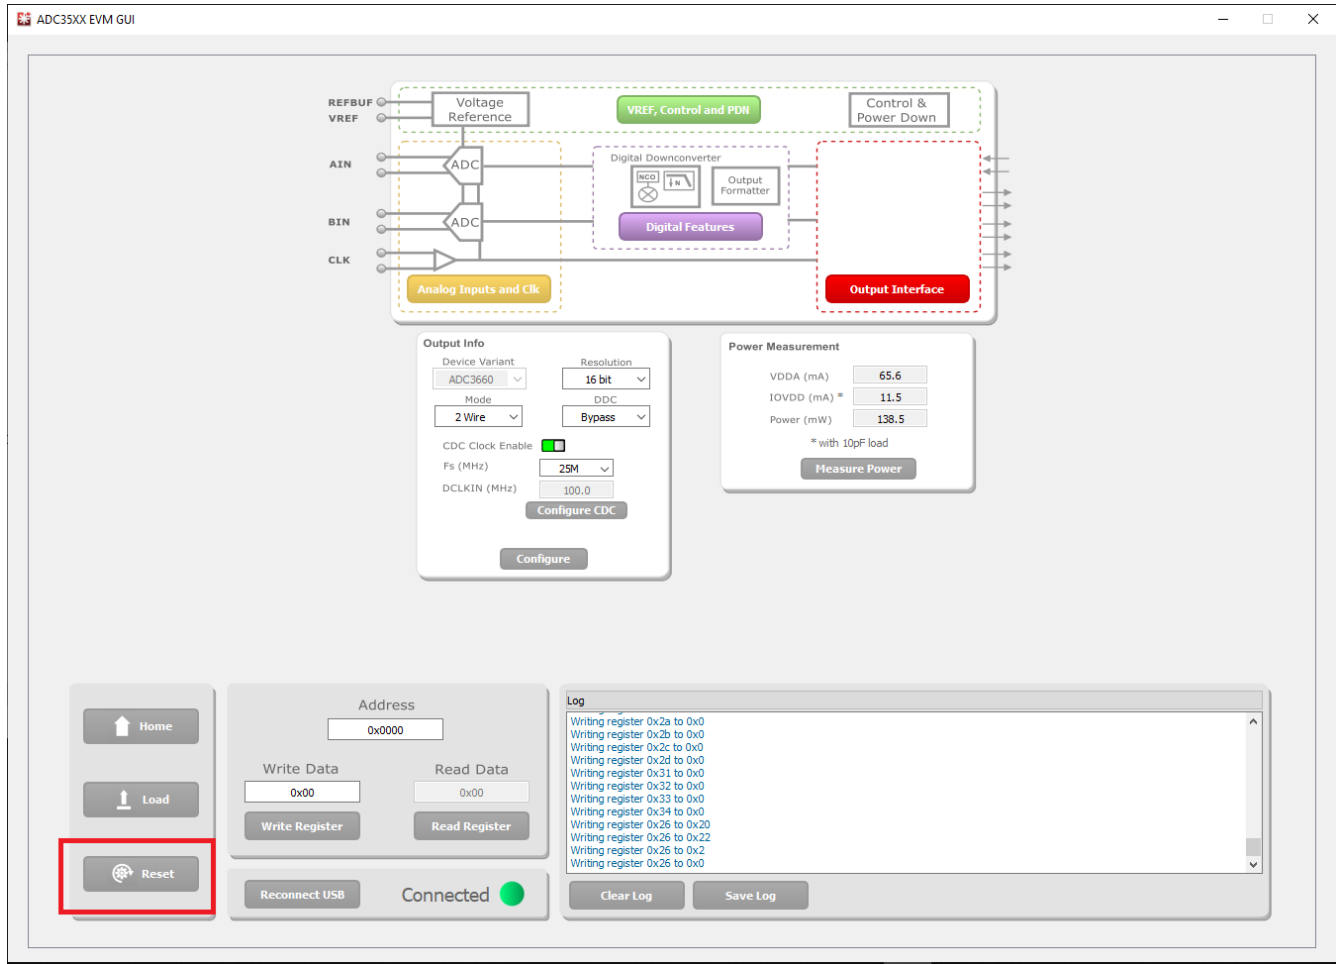 ADC35XX EVM GUI
REFBUF
VREF
Voltage
Reference
VREF, Control and PDN
Control &
Power Down
AIN
ADC
Digital Downconverter
NCO
N
Output
Formatter
BIN
ADC
Digital Features
CLK
Analog Inputs and Clk
Output Interface
Output Info
Device Variant
Resolution
ADC3660
16 bit
Mode
DDC
2 Wire
Bypass
CDC Clock Enable
Fs (MHz)
25M
DCLKIN (MHz)
100.0
Configure CDC
Configure
Power Measurement
VDDA (mA)
65.6
IOVDD (mA) *
11.5
Power (mW)
138.5
* with 10pF load
Measure Power
Home
Load
Reset
Address
0x0000
Write Data
Read Data
0x00
0x00
Write Register
Read Register
Reconnect USB
Connected
Log
Writing register 0x2a to 0x0
Writing register 0x2b to 0x0
Writing register 0x2c to 0x0
Writing register 0x2d to 0x0
Writing register 0x31 to 0x0
Writing register 0x32 to 0x0
Writing register 0x33 to 0x0
Writing register 0x34 to 0x0
Writing register 0x26 to 0x20
Writing register 0x26 to 0x22
Writing register 0x26 to 0x2
Writing register 0x26 to 0x0
Clear Log
Save Log